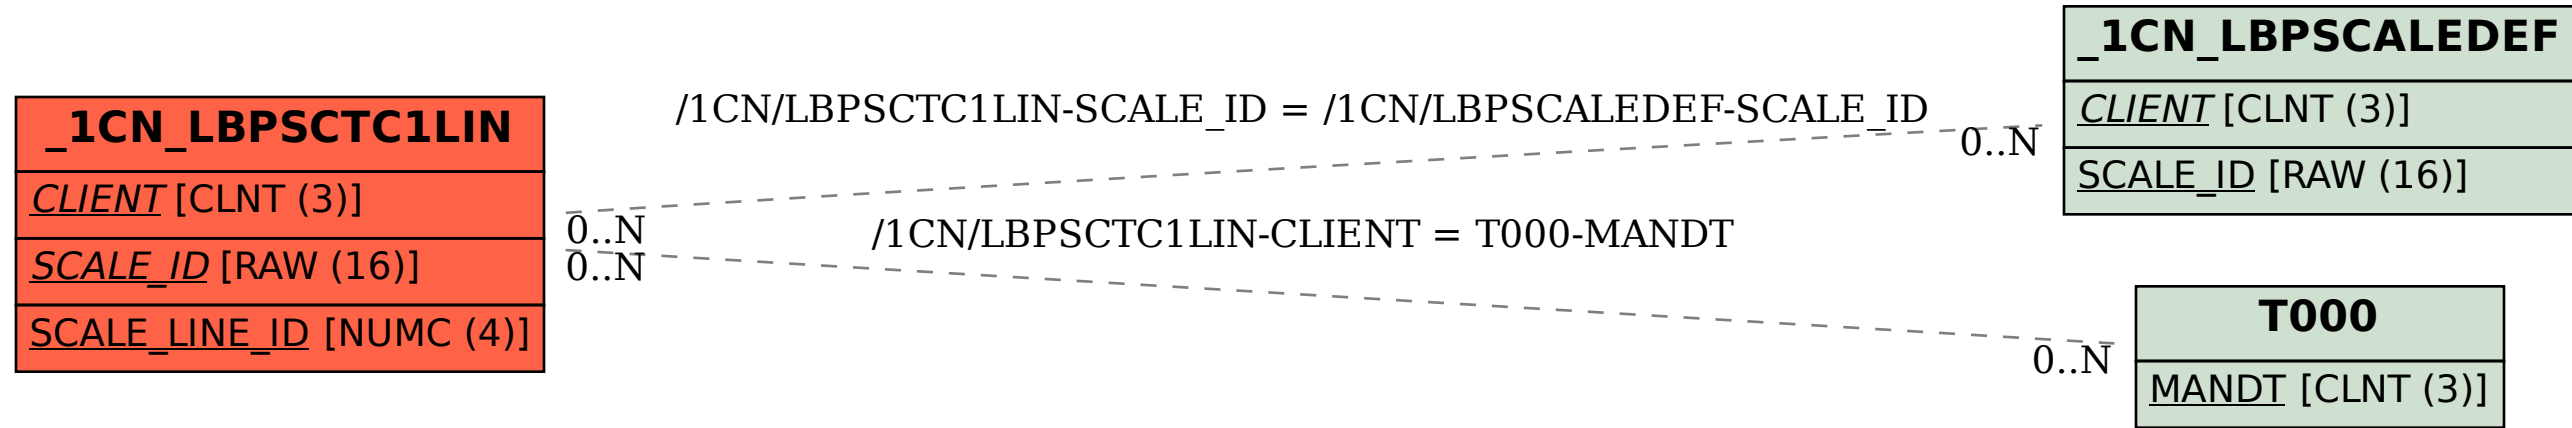 _1CN_LBPSCTC1LIN
CLIENT [CLNT (3)]
SCALE_ID [RAW (16)]
SCALE_LINE_ID [NUMC (4)]
/1CN/LBPSCTC1LIN-SCALE_ID = /1CN/LBPSCALEDEF-SCALE_ID
0..N
0..N
/1CN/LBPSCTC1LIN-CLIENT = T000-MANDT
0..N
0..N
_1CN_LBPSCALEDEF
CLIENT [CLNT (3)]
SCALE_ID [RAW (16)]
T000
MANDT [CLNT (3)]